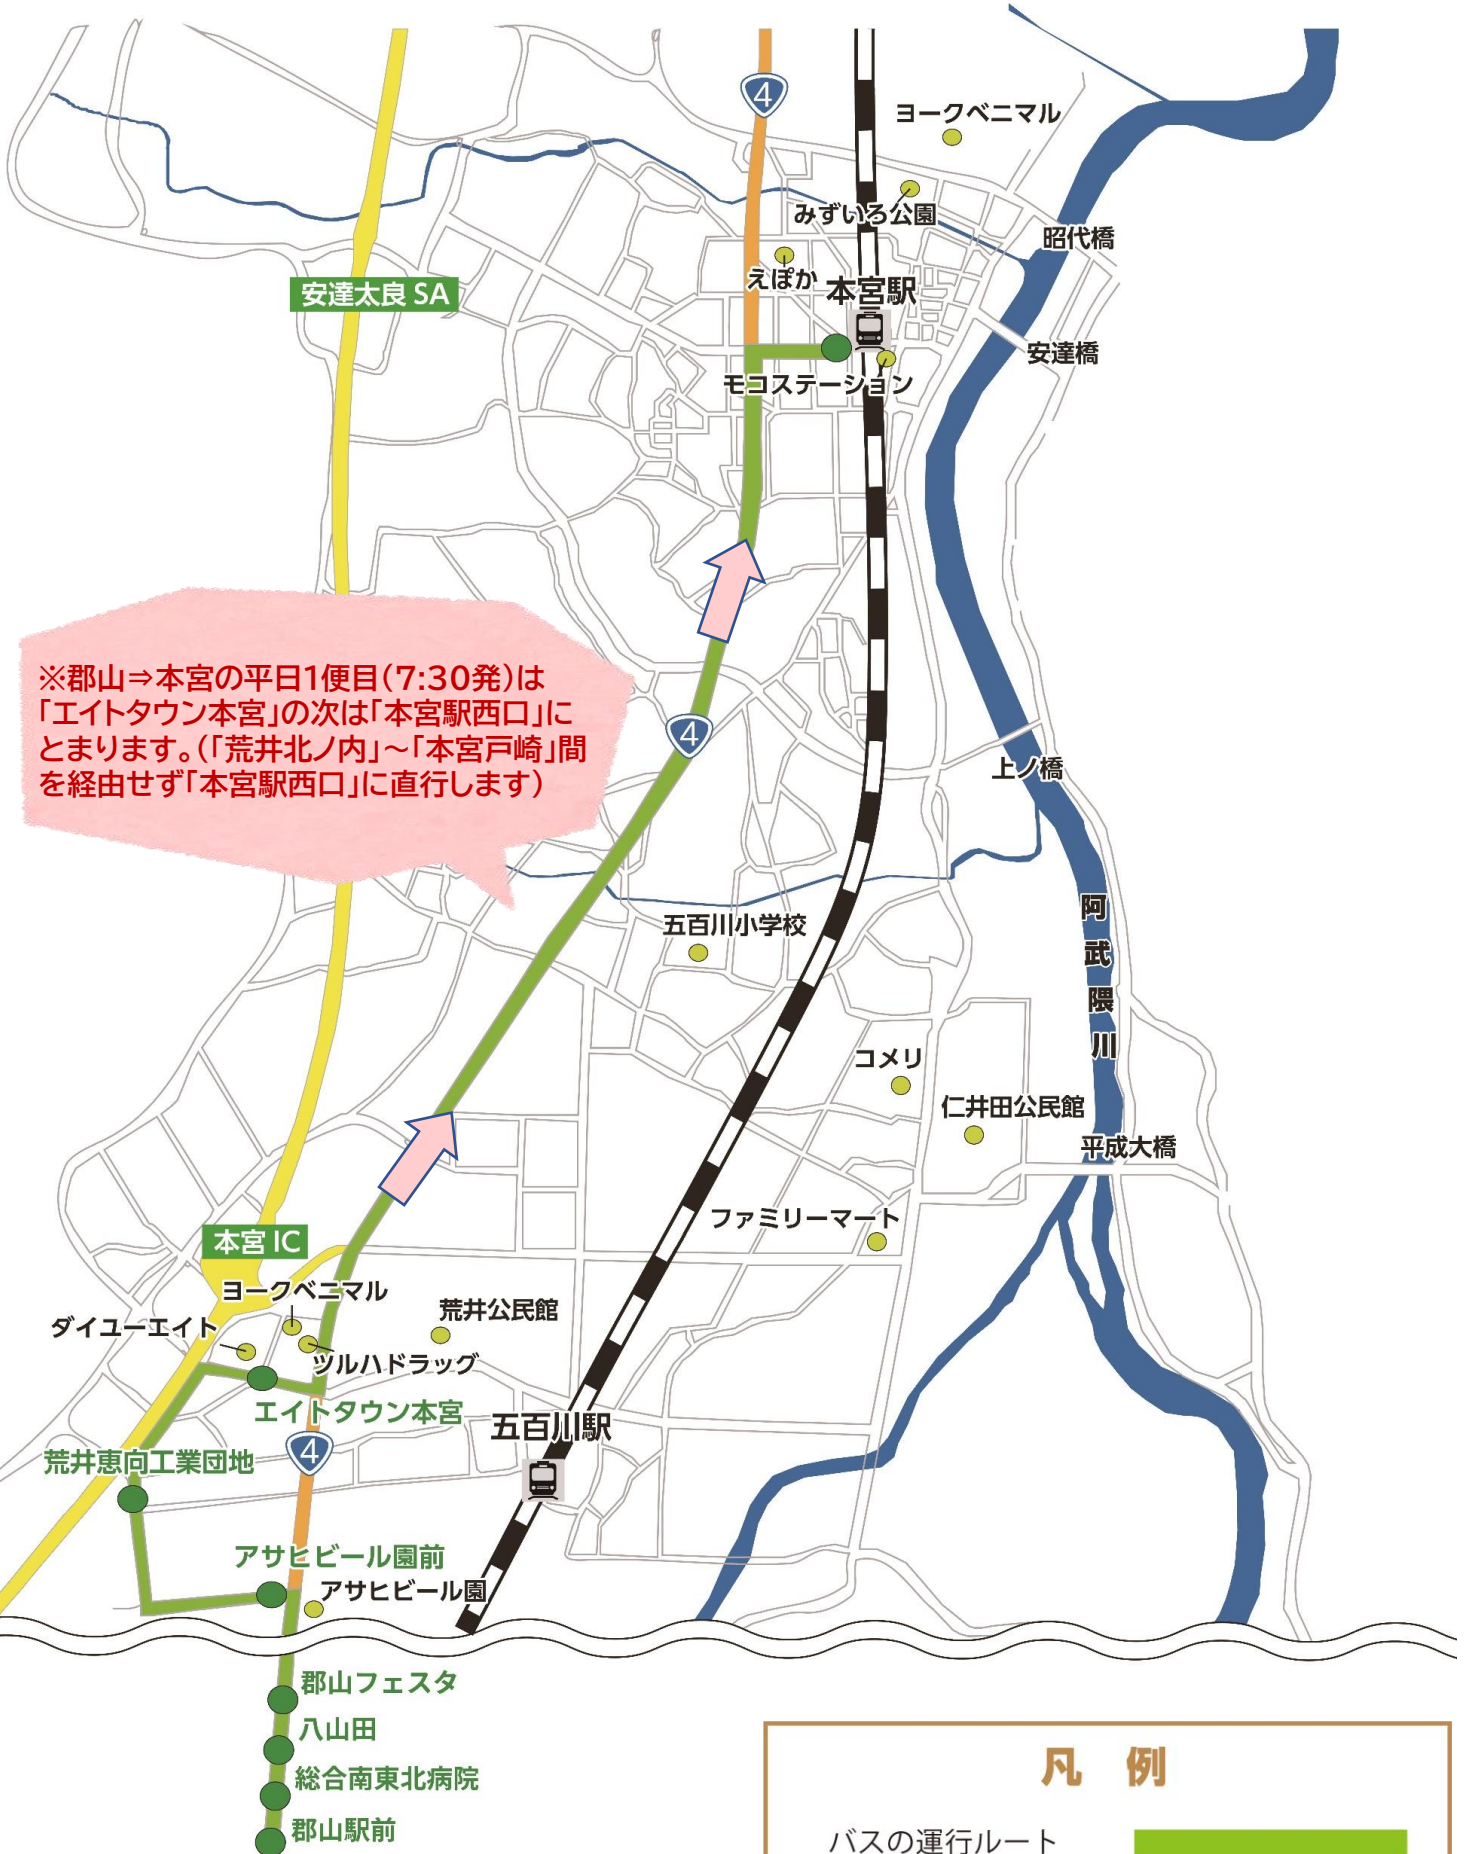 4
ヨークベニマル
みずいろ公園
昭代橋
えぽか
本宮駅
安達太良 SA
安達橋
モコステーション
※郡山⇒本宮の平日1便目(7:30発)は
「エイトタウン本宮」の次は「本宮駅西口」に
とまります。(「荒井北ノ内」~「本宮戸崎」間
を経由せず「本宮駅西口」に直行します)
4
上ノ橋
阿武隈川
五百川小学校
コメリ
仁井田公民館
平成大橋
ファミリーマート
本宮 IC
ヨークベニマル
荒井公民館
ダイユーエイト
ツルハドラッグ
エイトタウン本宮
五百川駅
4
荒井恵向工業団地
アサヒビール園前
アサヒビール園
郡山フェスタ
八山田
総合南東北病院
郡山駅前
凡 例
バスの運行ルート